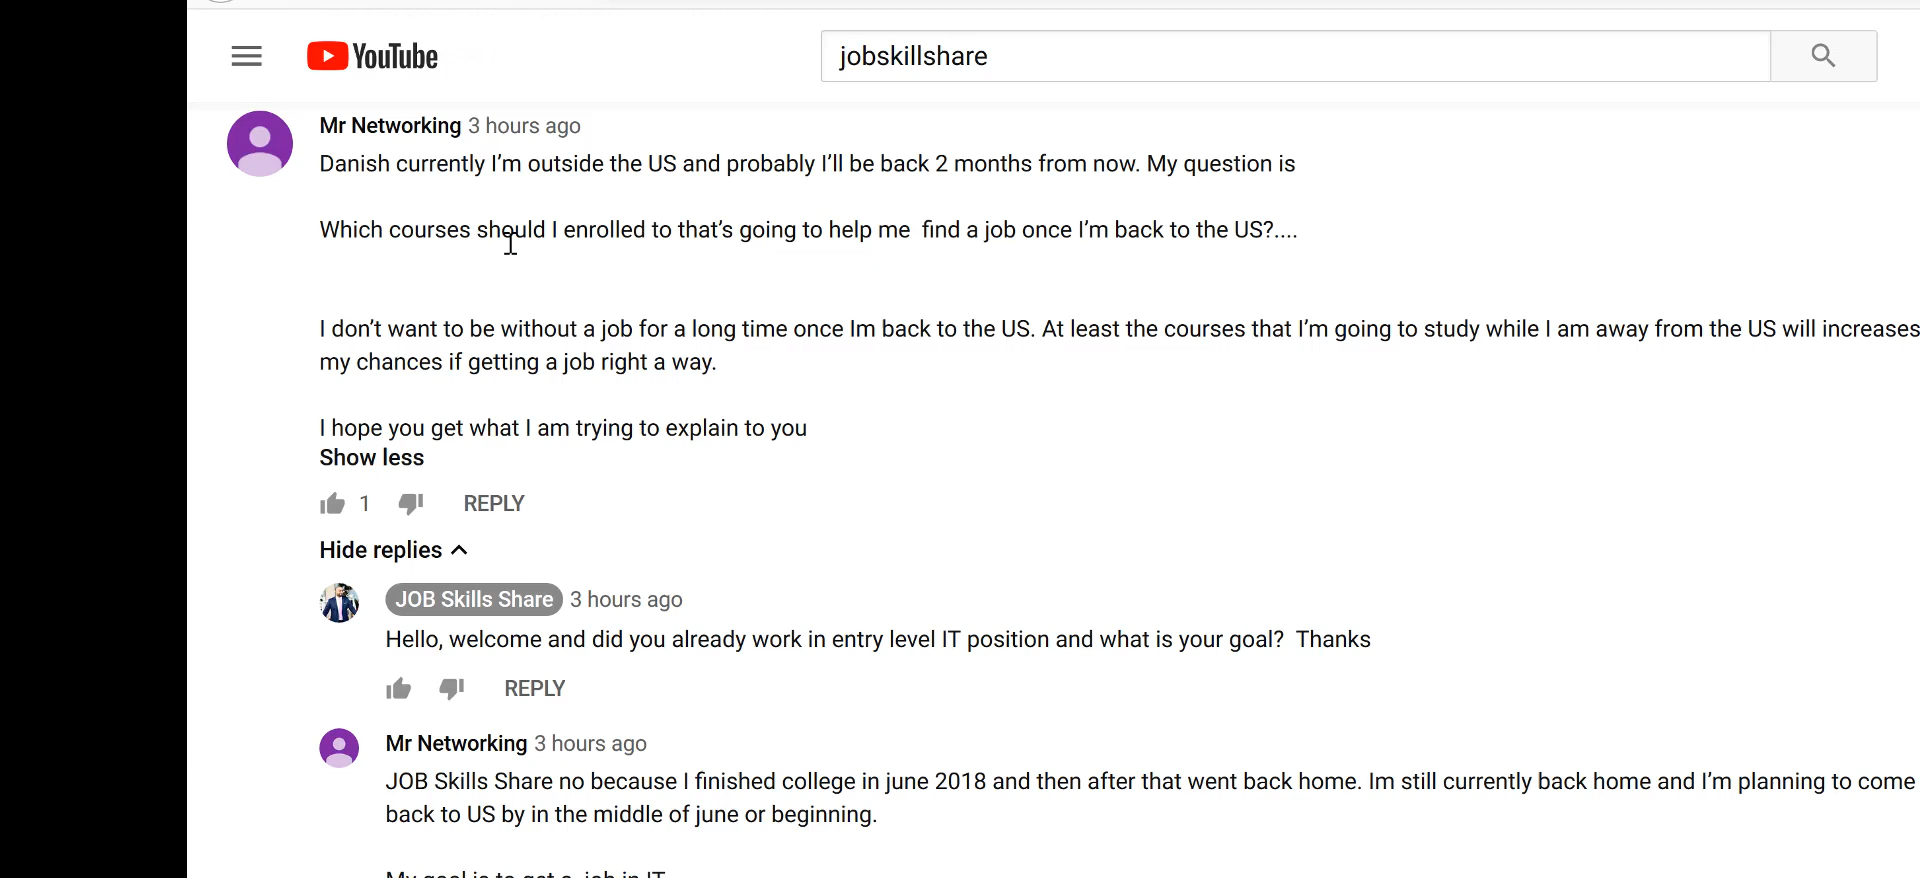 YouTube
jobskillshare
Mr Networking 3 hours ago
Danish currently I'm outside the US and probably I'll be back 2 months from now. My question is
Which courses should I enrolled to that's going to help me  find a job once I'm back to the US?....
I don't want to be without a job for a long time once Im back to the US. At least the courses that I'm going to study while I am away from the US will increases
my chances if getting a job right a way.
I hope you get what I am trying to explain to you
Show less
1 REPLY
Hide replies
JOB Skills Share 3 hours ago
Hello, welcome and did you already work in entry level IT position and what is your goal?  Thanks
REPLY
Mr Networking 3 hours ago
JOB Skills Share no because I finished college in june 2018 and then after that went back home. Im still currently back home and I'm planning to come
back to US by in the middle of june or beginning.
My goal is to get a job in IT